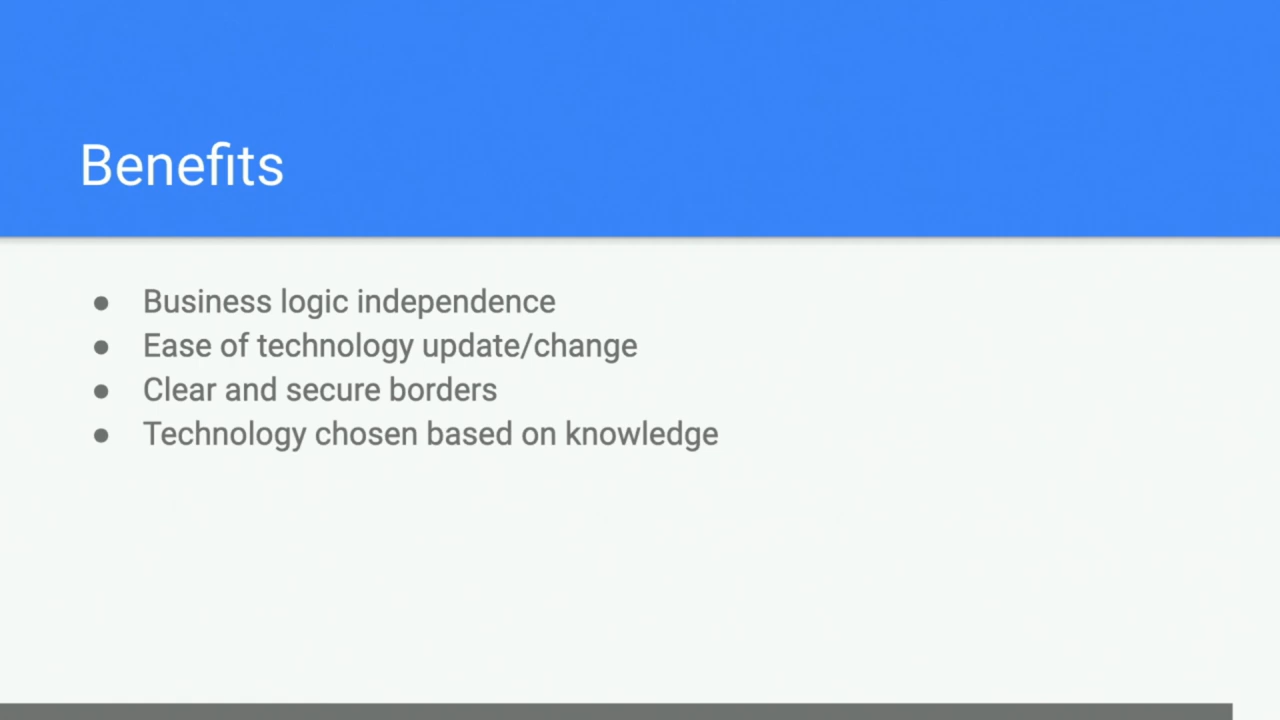 Benefits
● Business logic independence
● Ease of technology update/change
● Clear and secure borders
● Technology chosen based on knowledge